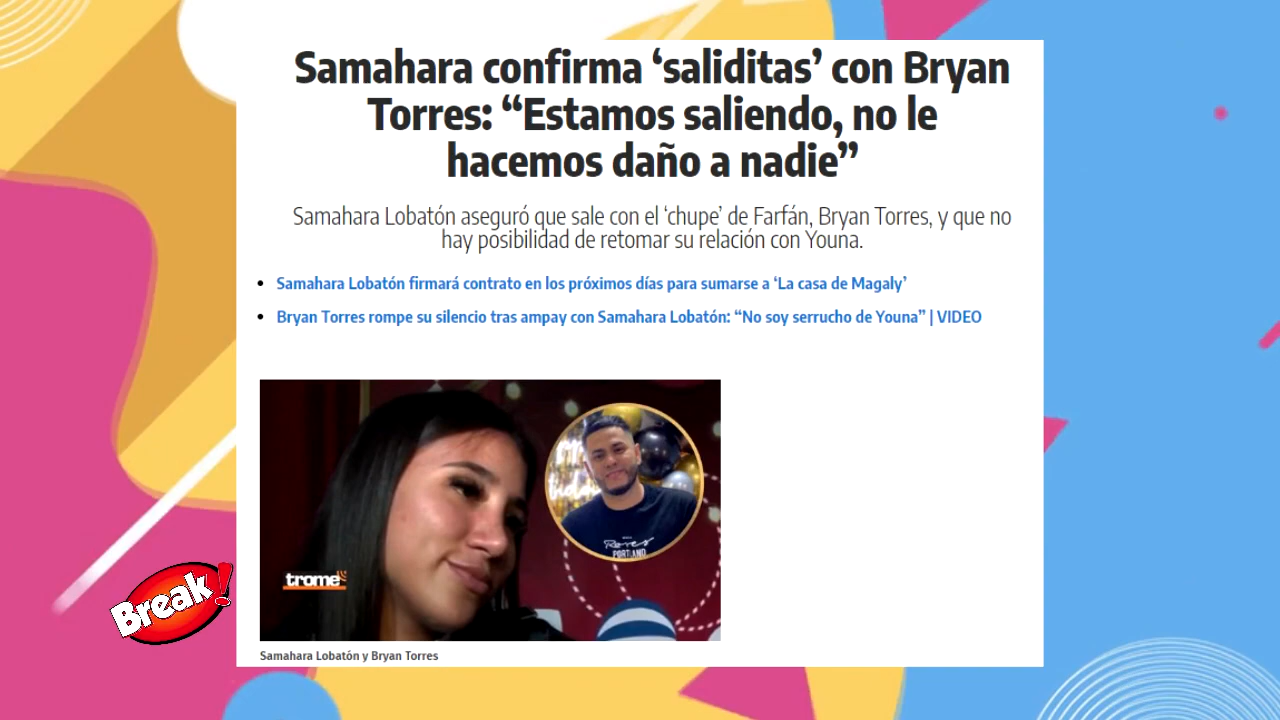 Samahara confirma ‘saliditas’ con Bryan
Torres: “Estamos saliendo, no le
hacemos daño a nadie”
Samahara Lobatón aseguró que sale con el ‘chupe’ de Farfán, Bryan Torres, y que no
hay posibilidad de retomar su relación con Youna.
Samahara Lobatón firmará contrato en los próximos días para sumarse a ‘La casa de Magaly’
Bryan Torres rompe su silencio tras ampay con Samahara Lobatón: “No soy serrucho de Youna” | VIDEO
PORTLAND
trome
Break!
Samahara Lobatón y Bryan Torres